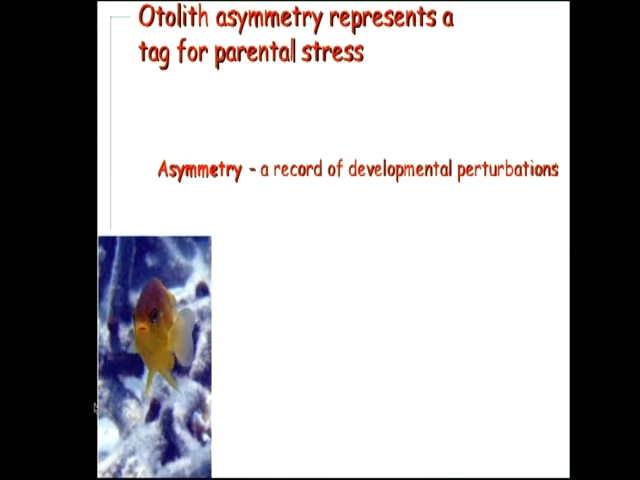 Otolith asymmetry represents a
tag for parental stress
Asymmetry - a record of developmental perturbations